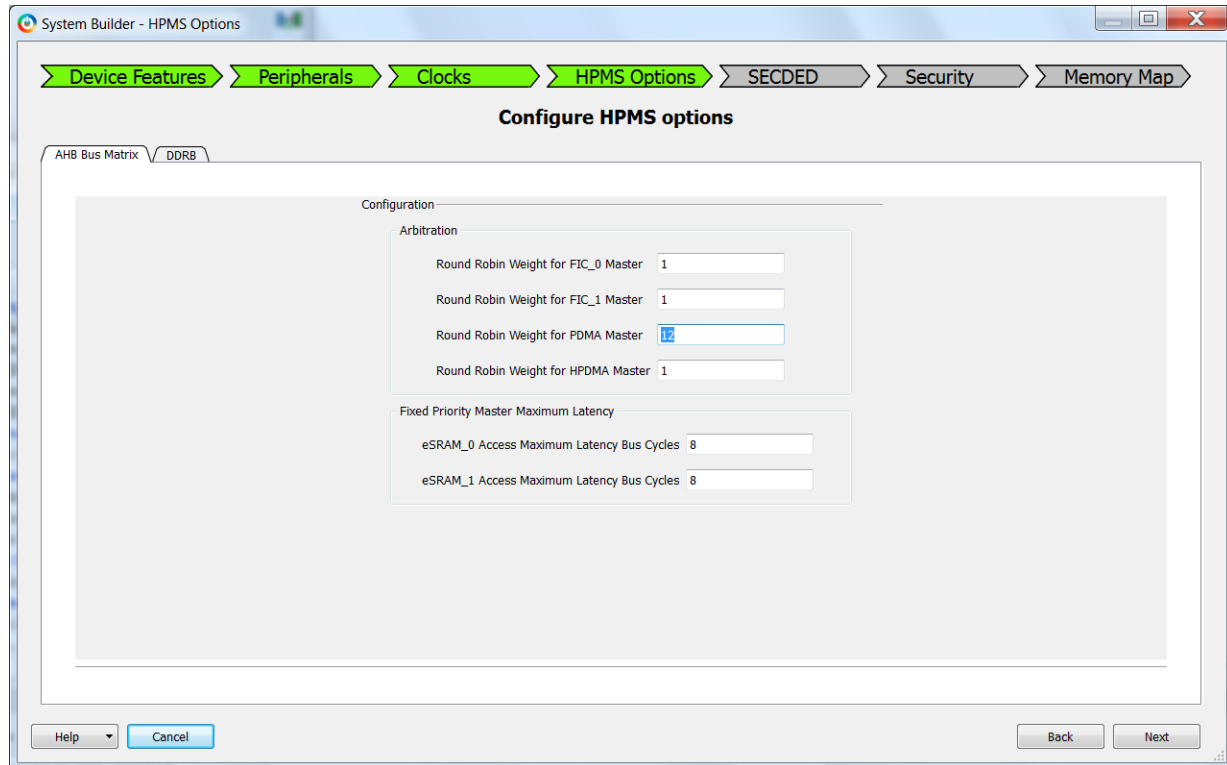 System Builder - HPMS Options
Device Features Peripherals Clocks HPMS Options SECDED Security Memory Map
Configure HPMS options
AHB Bus Matrix DDRB
Configuration
Arbitration
Round Robin Weight for FIC_0 Master 1
Round Robin Weight for FIC_1 Master 1
Round Robin Weight for PDMA Master 12
Round Robin Weight for HPDMA Master 1
Fixed Priority Master Maximum Latency
eSRAM_0 Access Maximum Latency Bus Cycles 8
eSRAM_1 Access Maximum Latency Bus Cycles 8
Help Cancel Back Next